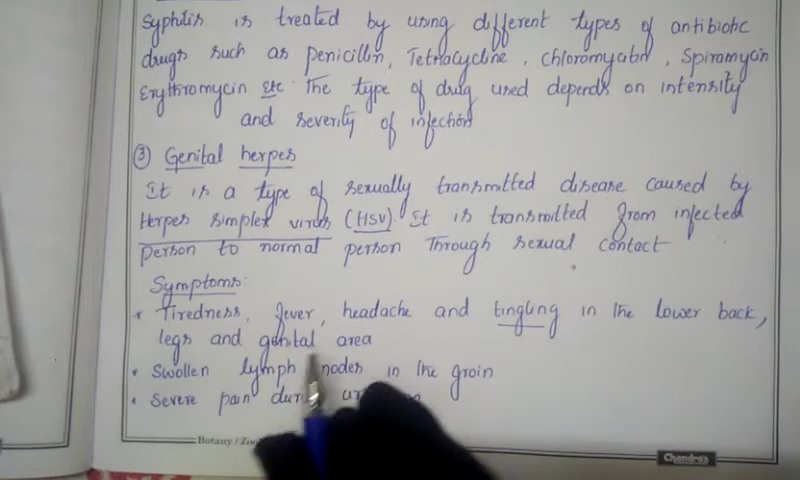 Syphilis is treated by using different types of antibiotic
drugs such as penicillin, Tetracycline, Chloromycetin, Spiramycin
Erythromycin Etc. The type of drug used depends on intensity
and severity of infection
③ Genital herpes
It is a type of sexually transmitted disease caused by
Herpes simplex virus (HSV). It is transmitted from infected
person to normal person Through sexual contact
Symptoms:
* Tiredness, fever, headache and tingling in the lower back,
legs and genital area
* Swollen lymph nodes in the groin
* Severe pain
Botany / Zoo
Chandra's